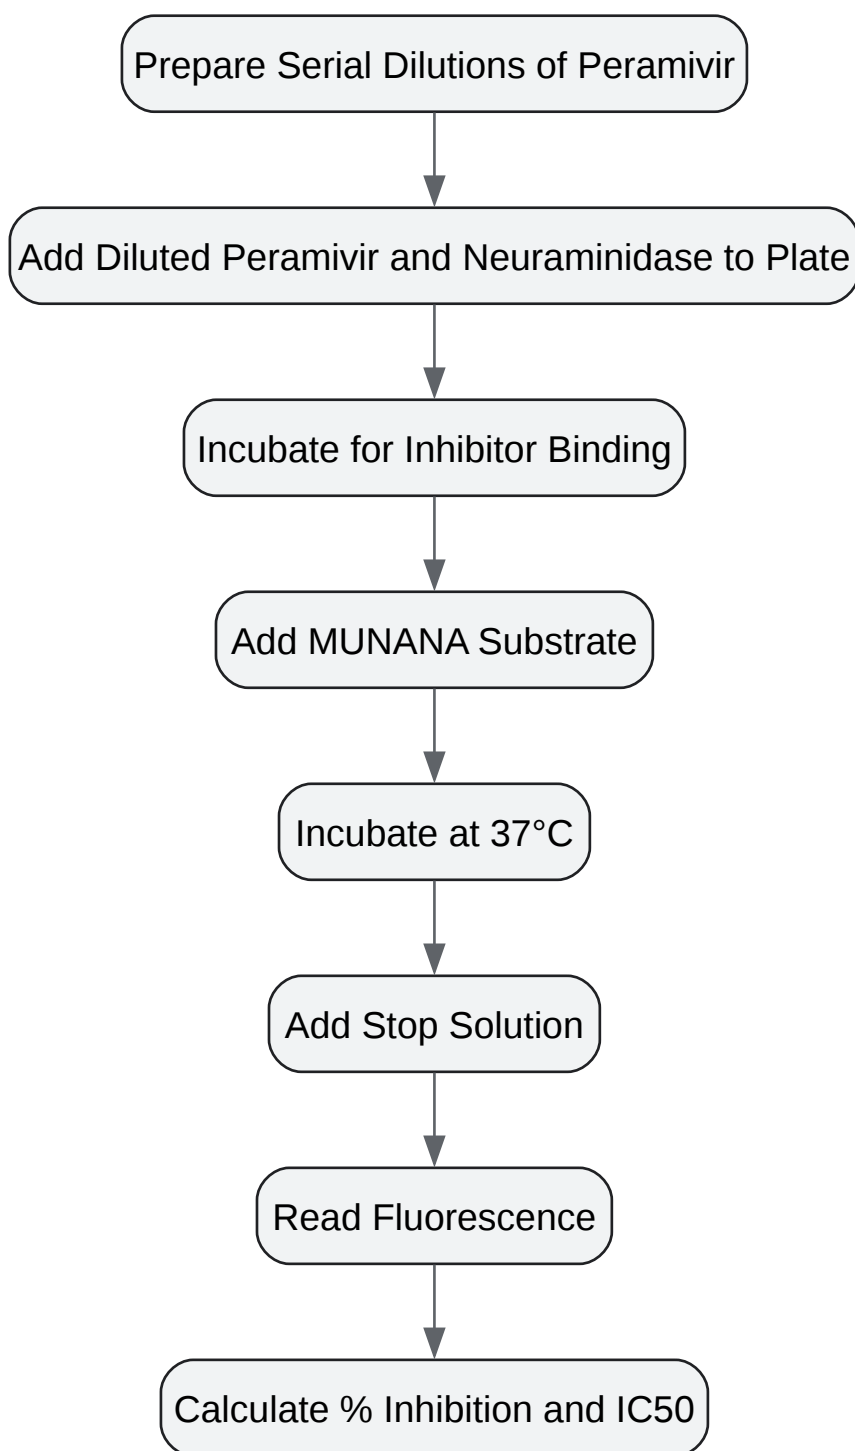 Prepare Serial Dilutions of Peramivir
Add Diluted Peramivir and Neuraminidase to Plate
Incubate for Inhibitor Binding
Add MUNANA Substrate
Incubate at 37°C
Add Stop Solution
Read Fluorescence
Calculate % Inhibition and IC50